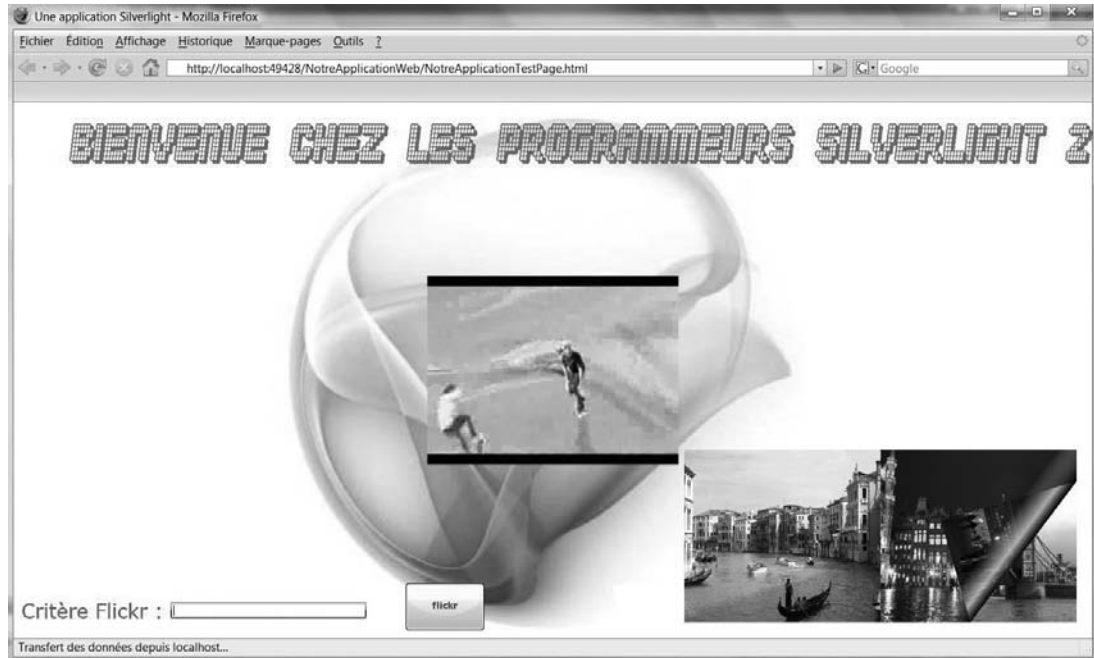 Une application Silverlight - Mozilla Firefox
Fichier Édition Affichage Historique Marque-pages Outils ?
http://localhost:49428/NotreApplicationWeb/NotreApplicationTestPage.html Google
BIENVENUE CHEZ LES PROGRAMMEURS SILVERLIGHT 2
Critère Flickr : flickr
Transfert des données depuis localhost...